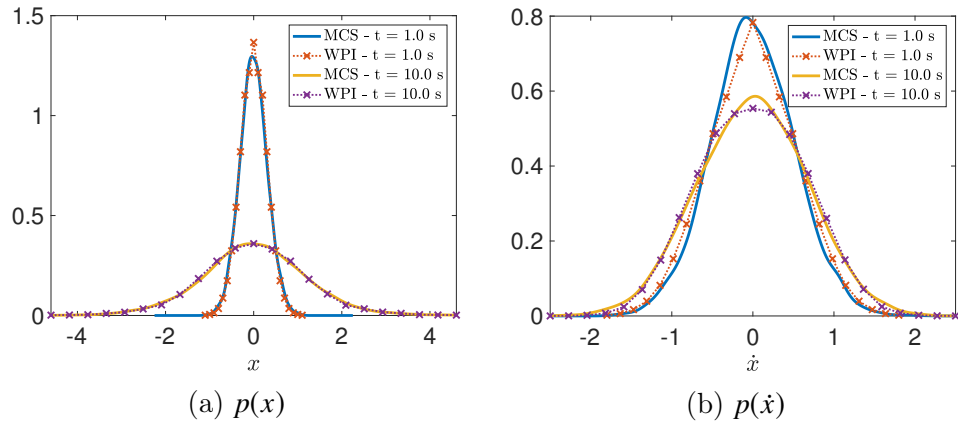 1.5
1
0.5
0
MCS - t = 1.0 s
WPI - t = 1.0 s
MCS - t = 10.0 s
WPI - t = 10.0 s
-4 -2 0 2 4
x
(a) p(x)
0.8
0.6
0.4
0.2
0
MCS - t = 1.0 s
WPI - t = 1.0 s
MCS - t = 10.0 s
WPI - t = 10.0 s
-2 -1 0 1 2
ẋ
(b) p(ẋ)